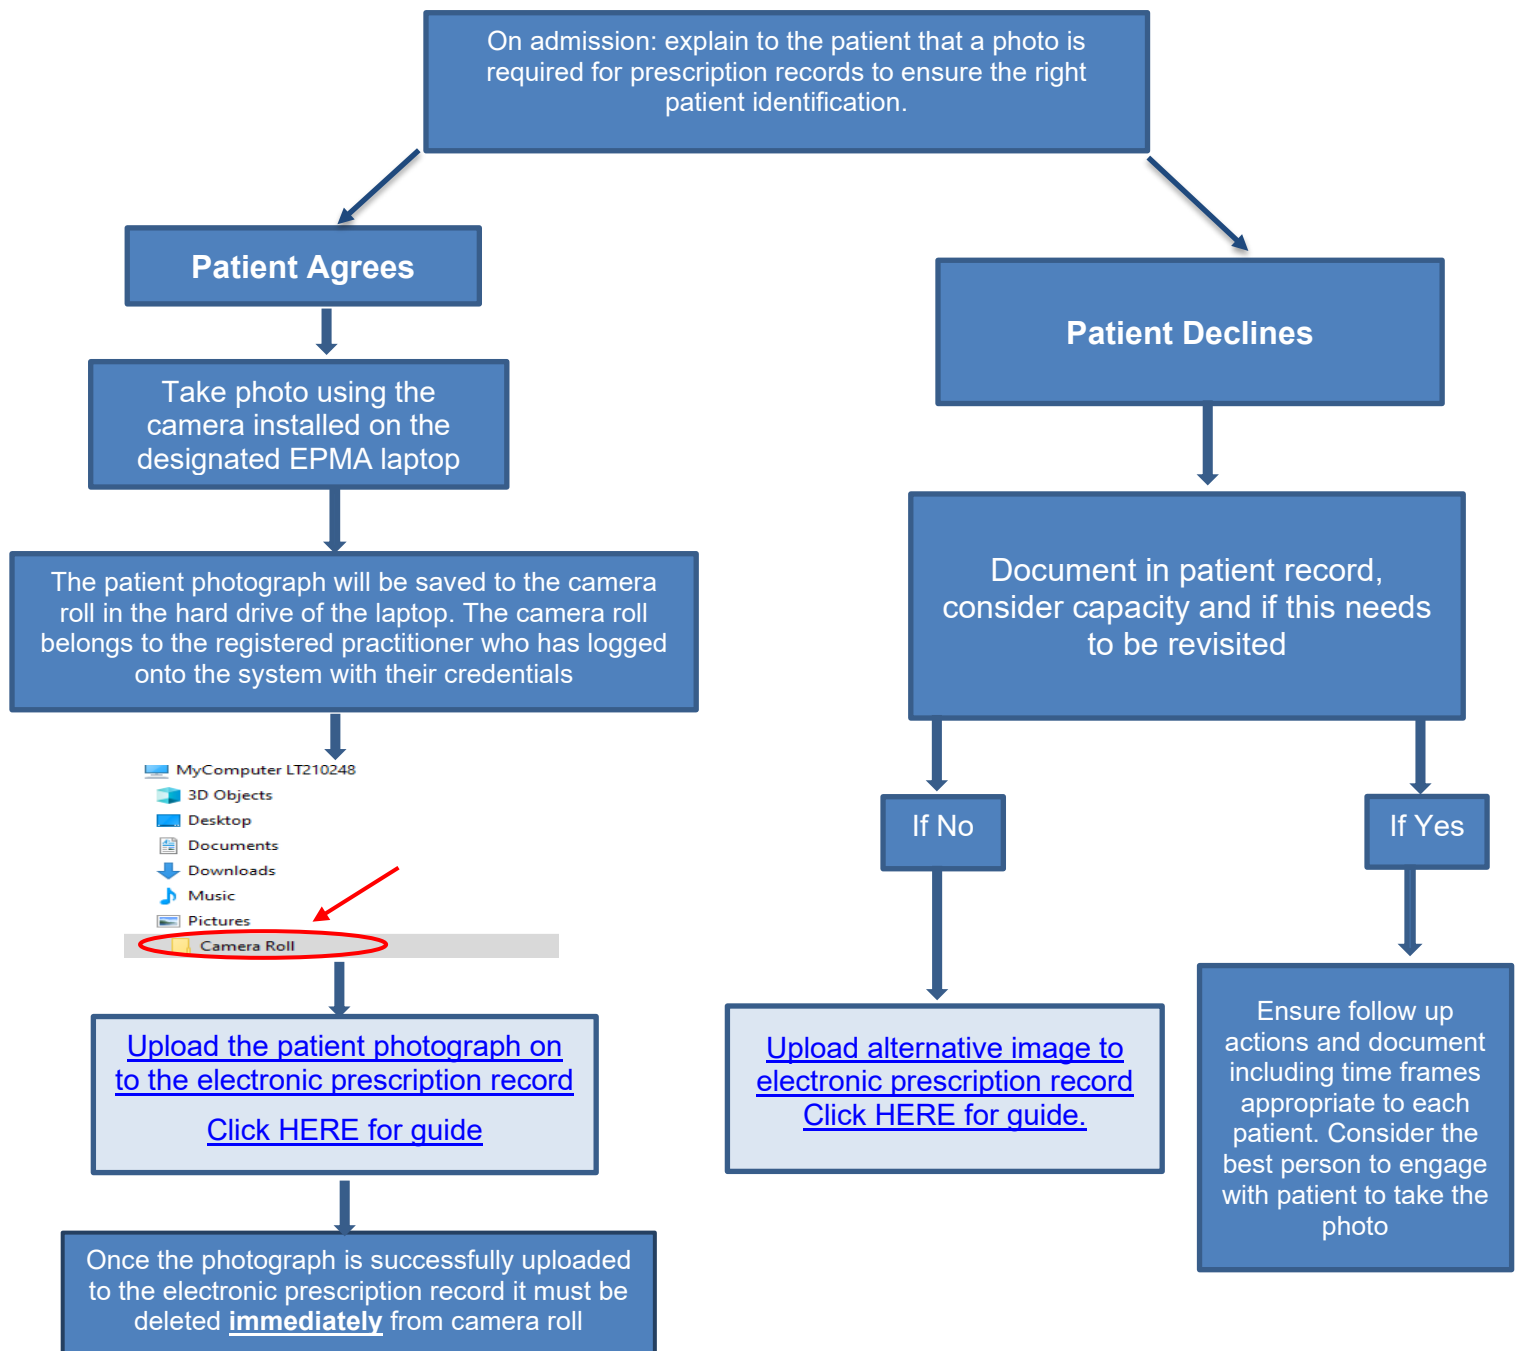 On admission: explain to the patient that a photo is
required for prescription records to ensure the right
patient identification.
Patient Agrees
Take photo using the
camera installed on the
designated EPMA laptop
The patient photograph will be saved to the camera
roll in the hard drive of the laptop. The camera roll
belongs to the registered practitioner who has logged
onto the system with their credentials
MyComputer LT210248
3D Objects
Desktop
Documents
Downloads
Music
Pictures
Camera Roll
Upload the patient photograph on
to the electronic prescription record
Click HERE for guide
Once the photograph is successfully uploaded
to the electronic prescription record it must be
deleted immediately from camera roll
Patient Declines
Document in patient record,
consider capacity and if this needs
to be revisited
If No
Upload alternative image to
electronic prescription record
Click HERE for guide.
If Yes
Ensure follow up
actions and document
including time frames
appropriate to each
patient. Consider the
best person to engage
with patient to take the
photo